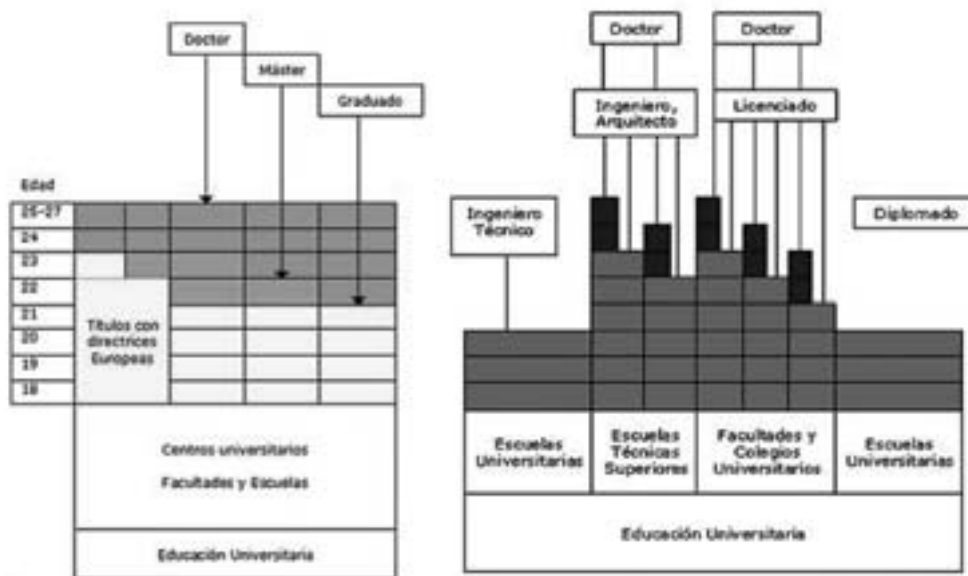 Doctor
Máster
Graduado
Edad
25-27
24
23
22
21
20
19
18
Títulos con
directrices
Europeas
Centros universitarios
Facultades y Escuelas
Educación Universitaria
Doctor
Doctor
Ingeniero,
Arquitecto
Licenciado
Ingeniero
Técnico
Diplomado
Escuelas
Universitarias
Escuelas
Técnicas
Superiores
Facultades y
Colegios
Universitarios
Escuelas
Universitarias
Educación Universitaria